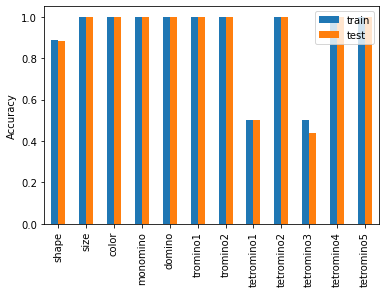 1.0
0.8
0.6
0.4
0.2
0.0
Accuracy
train
test
shape
size
color
monomino
domino
tromino1
tromino2
tetromino1
tetromino2
tetromino3
tetromino4
tetromino5